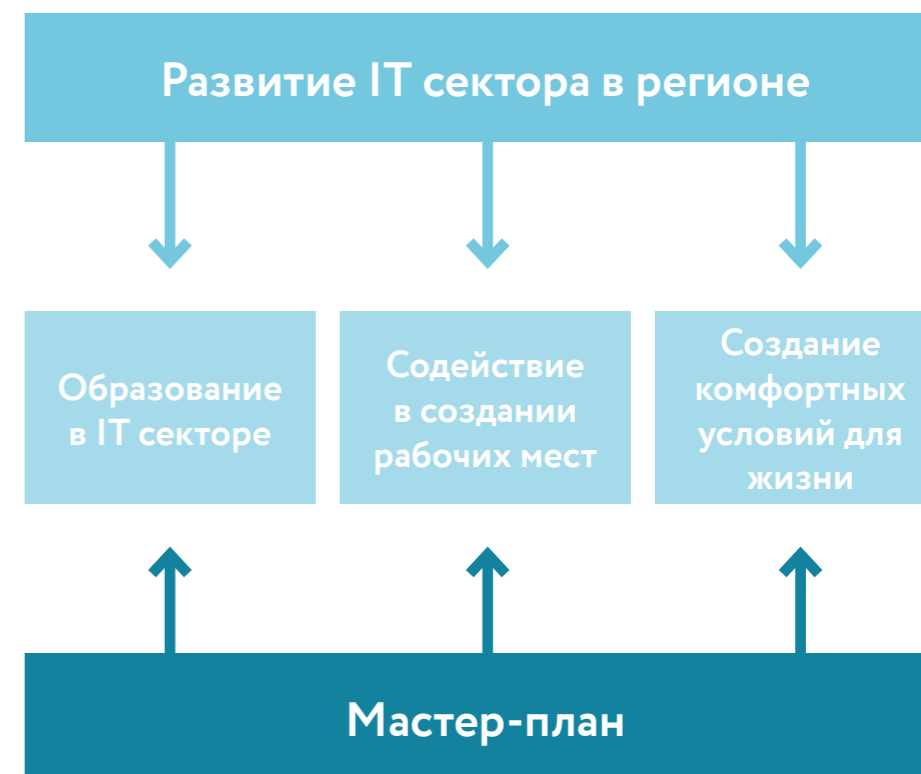 Развитие IT сектора в регионе
Образование
в IT секторе
Содействие
в создании
рабочих мест
Создание
комфортных
условий для
жизни
Мастер-план